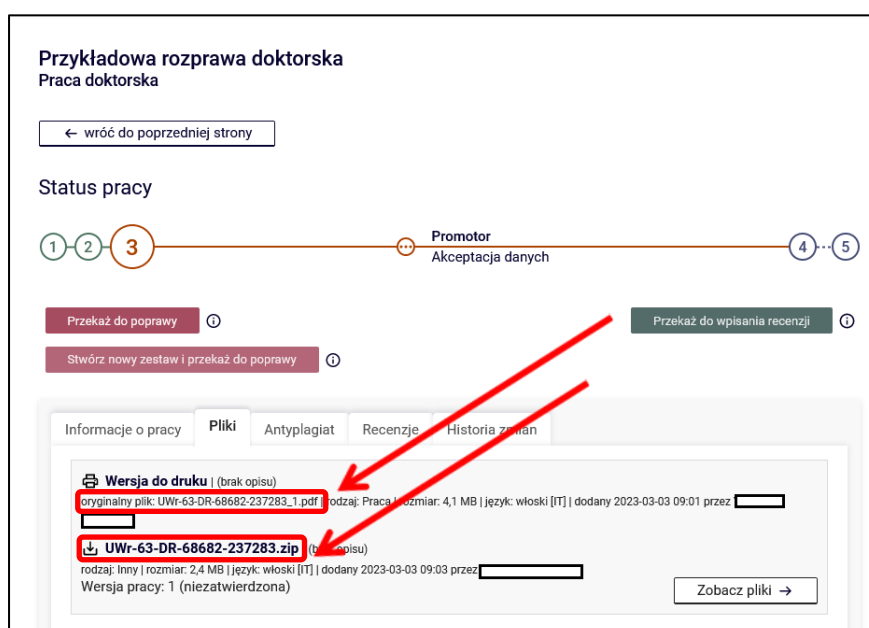 Przykładowa rozprawa doktorska
Praca doktorska
← wróć do poprzedniej strony
Status pracy
1 2 3 Promotor 4 5
Akceptacja danych
Przekaż do poprawy Przekaż do wpisania recenzji
Stwórz nowy zestaw i przekaż do poprawy
Informacje o pracy Pliki Antyplagiat Recenzje Historia zmian
Wersja do druku | (brak opisu)
oryginalny plik: UWr-63-DR-68682-237283_1.pdf | rodzaj: Praca | rozmiar: 4,1 MB | język: włoski [IT] | dodany 2023-03-03 09:01 przez
UWr-63-DR-68682-237283.zip (brak opisu)
rodzaj: Inny | rozmiar: 2,4 MB | język: włoski [IT] | dodany 2023-03-03 09:03 przez
Wersja pracy: 1 (niezatwierdzona)
Zobacz pliki →